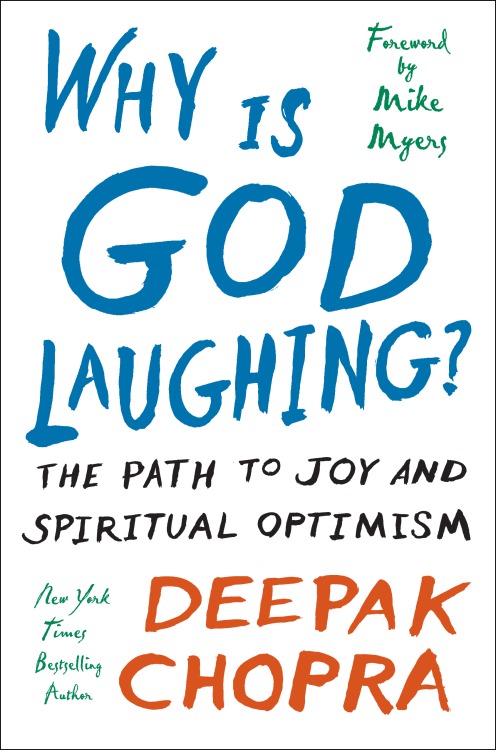 Foreword
by
Mike
Myers
WHY IS
GOD
LAUGHING?
THE PATH TO JOY AND
SPIRITUAL OPTIMISM
New York
Times
Bestselling
Author
DEEPAK
CHOPRA